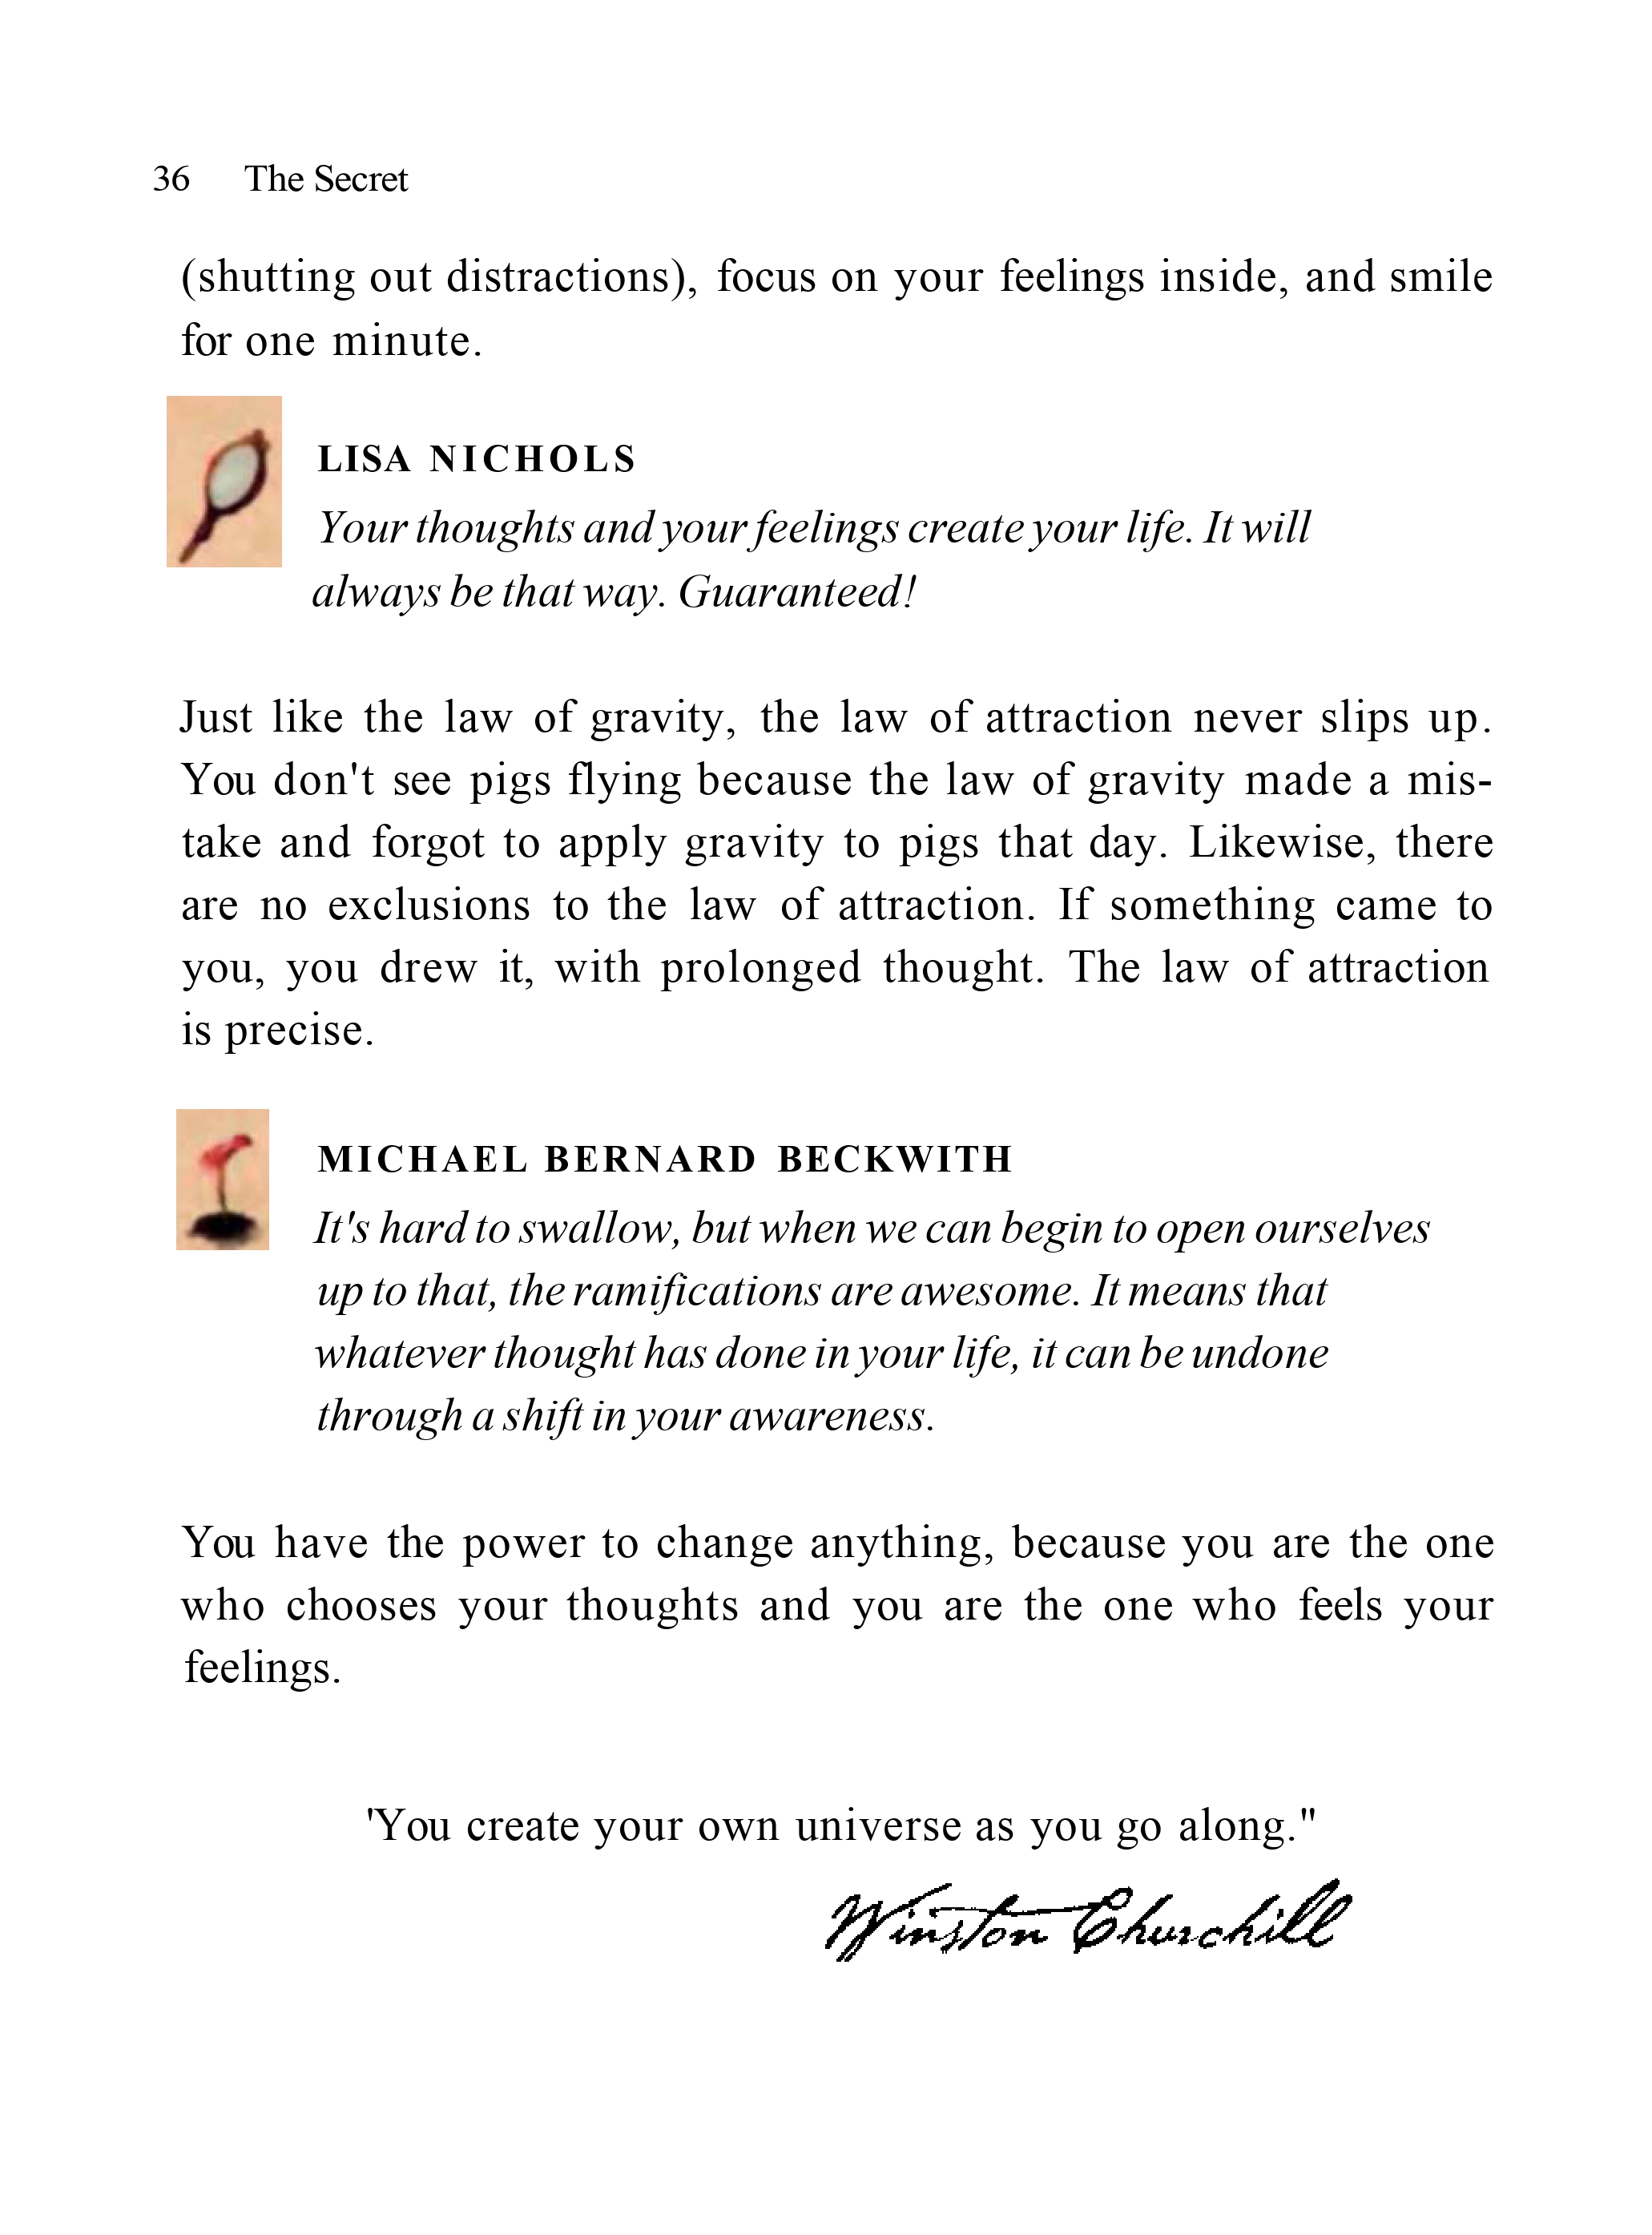 36 The Secret
(shutting out distractions), focus on your feelings inside, and smile
for one minute.
LISA NICHOLS
Your thoughts and your feelings create your life. It will
always be that way. Guaranteed!
Just like the law of gravity, the law of attraction never slips up.
You don't see pigs flying because the law of gravity made a mis-
take and forgot to apply gravity to pigs that day. Likewise, there
are no exclusions to the law of attraction. If something came to
you, you drew it, with prolonged thought. The law of attraction
is precise.
MICHAEL BERNARD BECKWITH
It's hard to swallow, but when we can begin to open ourselves
up to that, the ramifications are awesome. It means that
whatever thought has done in your life, it can be undone
through a shift in your awareness.
You have the power to change anything, because you are the one
who chooses your thoughts and you are the one who feels your
feelings.
'You create your own universe as you go along."
Winston Churchill